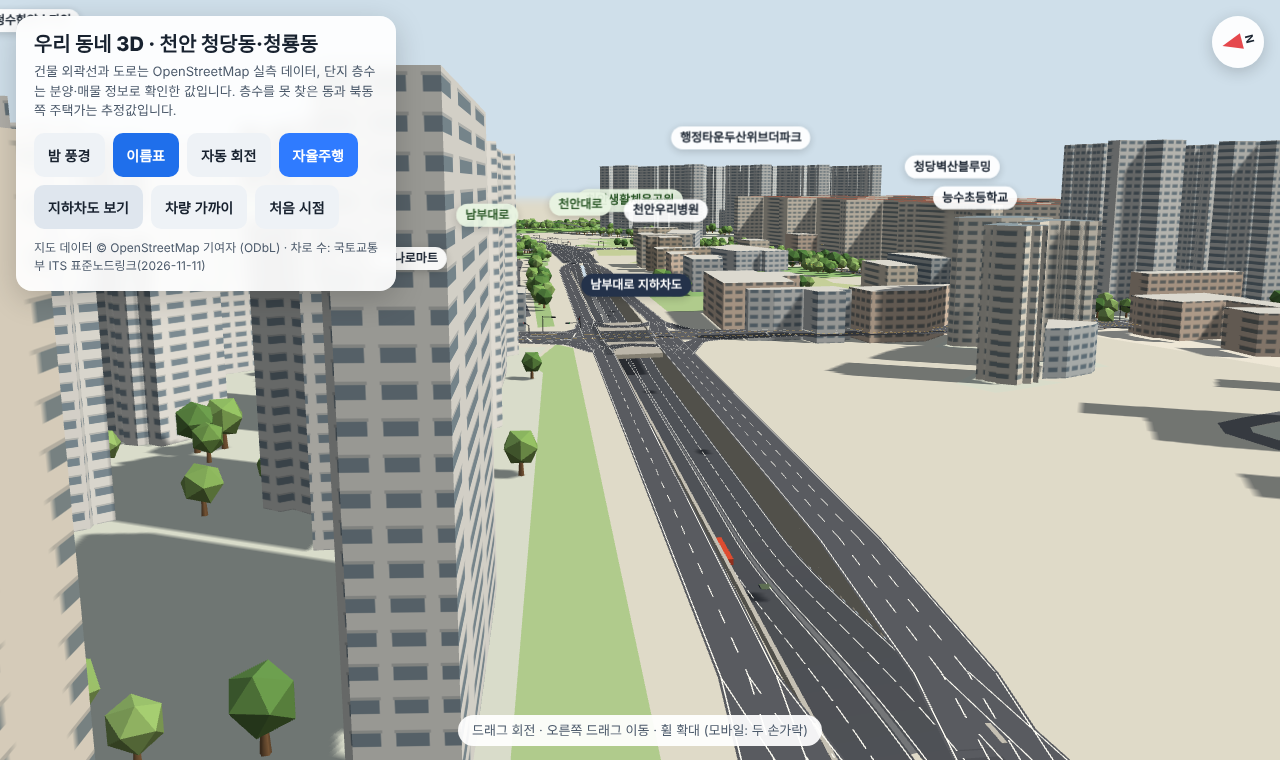 우리 동네 3D · 천안 청당동·청룡동
건물 외곽선과 도로는 OpenStreetMap 실측 데이터, 단지 층수
는 분양·매물 정보로 확인한 값입니다. 층수를 못 찾은 동과 북동
쪽 주택가는 추정값입니다.
밤 풍경
이름표
자동 회전
자율주행
지하차도 보기
차량 가까이
처음 시점
지도 데이터 © OpenStreetMap 기여자 (ODbL) · 차로 수: 국토교통
부 ITS 표준노드링크(2026-11-11)
N
행정타운두산위브더파크
청당벽산블루밍
능수초등학교
천안대로
생활체육공원
천안우리병원
남부대로
나로마트
남부대로 지하차도
드래그 회전 · 오른쪽 드래그 이동 · 휠 확대 (모바일: 두 손가락)